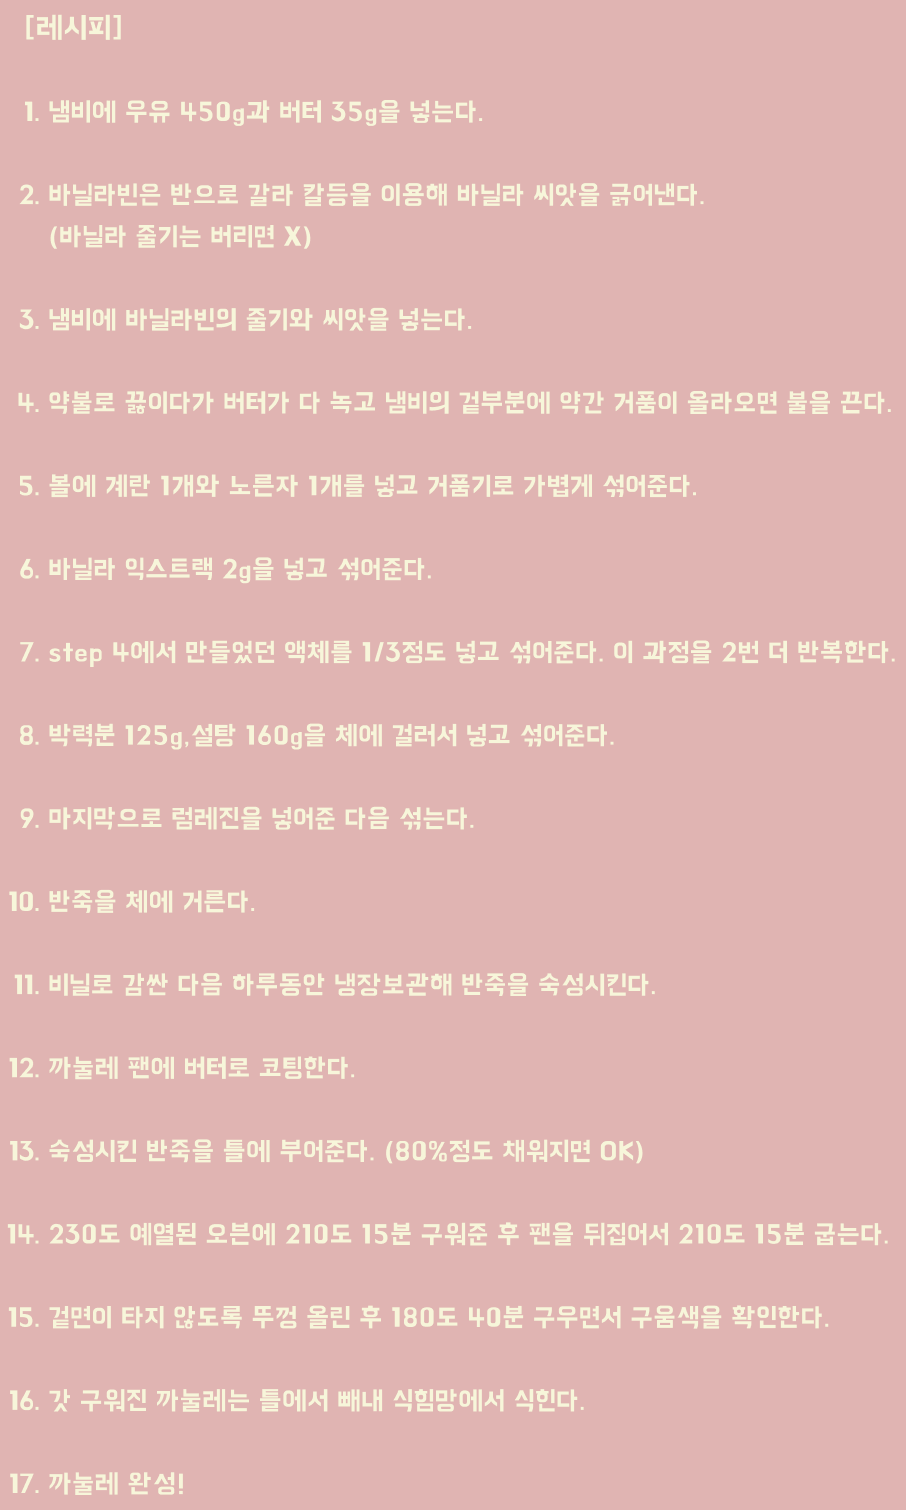 [레시피]
1. 냄비에 우유 450g과 버터 35g을 넣는다.
2. 바닐라빈은 반으로 갈라 칼등을 이용해 바닐라 씨앗을 긁어낸다.
(바닐라 줄기는 버리면 X)
3. 냄비에 바닐라빈의 줄기와 씨앗을 넣는다.
4. 약불로 끓이다가 버터가 다 녹고 냄비의 겉부분에 약간 거품이 올라오면 불을 끈다.
5. 볼에 계란 1개와 노른자 1개를 넣고 거품기로 가볍게 섞어준다.
6. 바닐라 익스트랙 2g을 넣고 섞어준다.
7. step 4에서 만들었던 액체를 1/3정도 넣고 섞어준다. 이 과정을 2번 더 반복한다.
8. 박력분 125g,설탕 160g을 체에 걸러서 넣고 섞어준다.
9. 마지막으로 럼레진을 넣어준 다음 섞는다.
10. 반죽을 체에 거른다.
11. 비닐로 감싼 다음 하루동안 냉장보관해 반죽을 숙성시킨다.
12. 까눌레 팬에 버터로 코팅한다.
13. 숙성시킨 반죽을 틀에 부어준다. (80%정도 채워지면 OK)
14. 230도 예열된 오븐에 210도 15분 구워준 후 팬을 뒤집어서 210도 15분 굽는다.
15. 겉면이 타지 않도록 뚜껑 올린 후 180도 40분 구우면서 구움색을 확인한다.
16. 갓 구워진 까눌레는 틀에서 빼내 식힘망에서 식힌다.
17. 까눌레 완성!